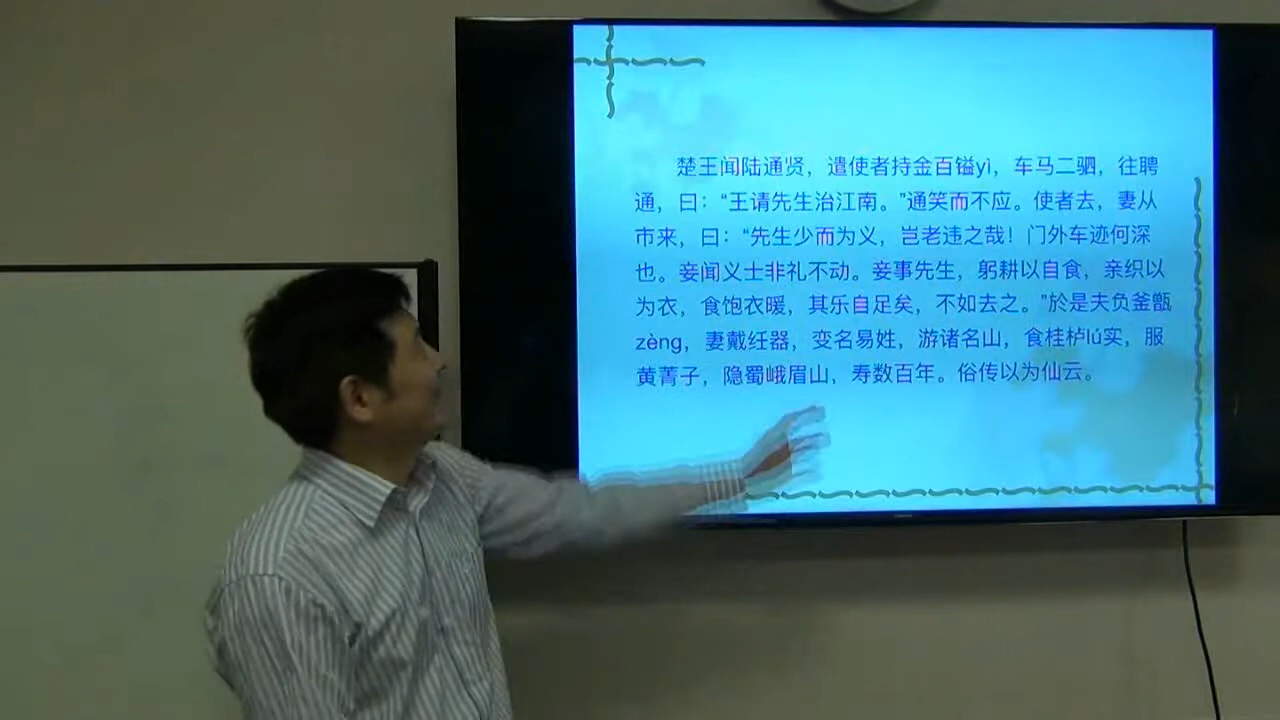 楚王闻陆通贤，遣使者持金百镒yì，车马二驷，往聘
通，曰：“王请先生治江南。”通笑而不应。使者去，妻从
市来，曰：“先生少而为义，岂老违之哉！门外车迹何深
也。妾闻义士非礼不动。妾事先生，躬耕以自食，亲织以
为衣，食饱衣暖，其乐自足矣，不如去之。”於是夫负釜甑
zèng，妻戴纴器，变名易姓，游诸名山，食桂栌lú实，服
黄菁子，隐蜀峨眉山，寿数百年。俗传以为仙云。